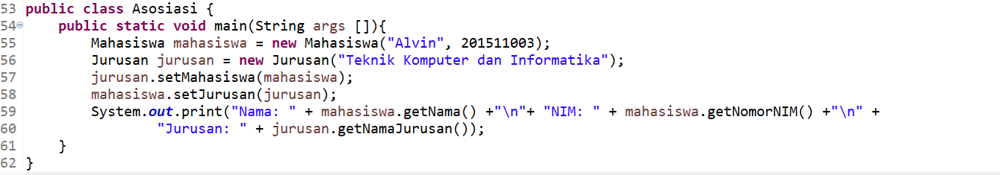 53 public class Asosiasi {
54 public static void main(String args []){
55 Mahasiswa mahasiswa = new Mahasiswa("Alvin", 201511003);
56 Jurusan jurusan = new Jurusan("Teknik Komputer dan Informatika");
57 jurusan.setMahasiswa(mahasiswa);
58 mahasiswa.setJurusan(jurusan);
59 System.out.print("Nama: " + mahasiswa.getNama() +"\n"+ "NIM: " + mahasiswa.getNomorNIM() +"\n" +
60 "Jurusan: " + jurusan.getNamaJurusan());
61 }
62 }